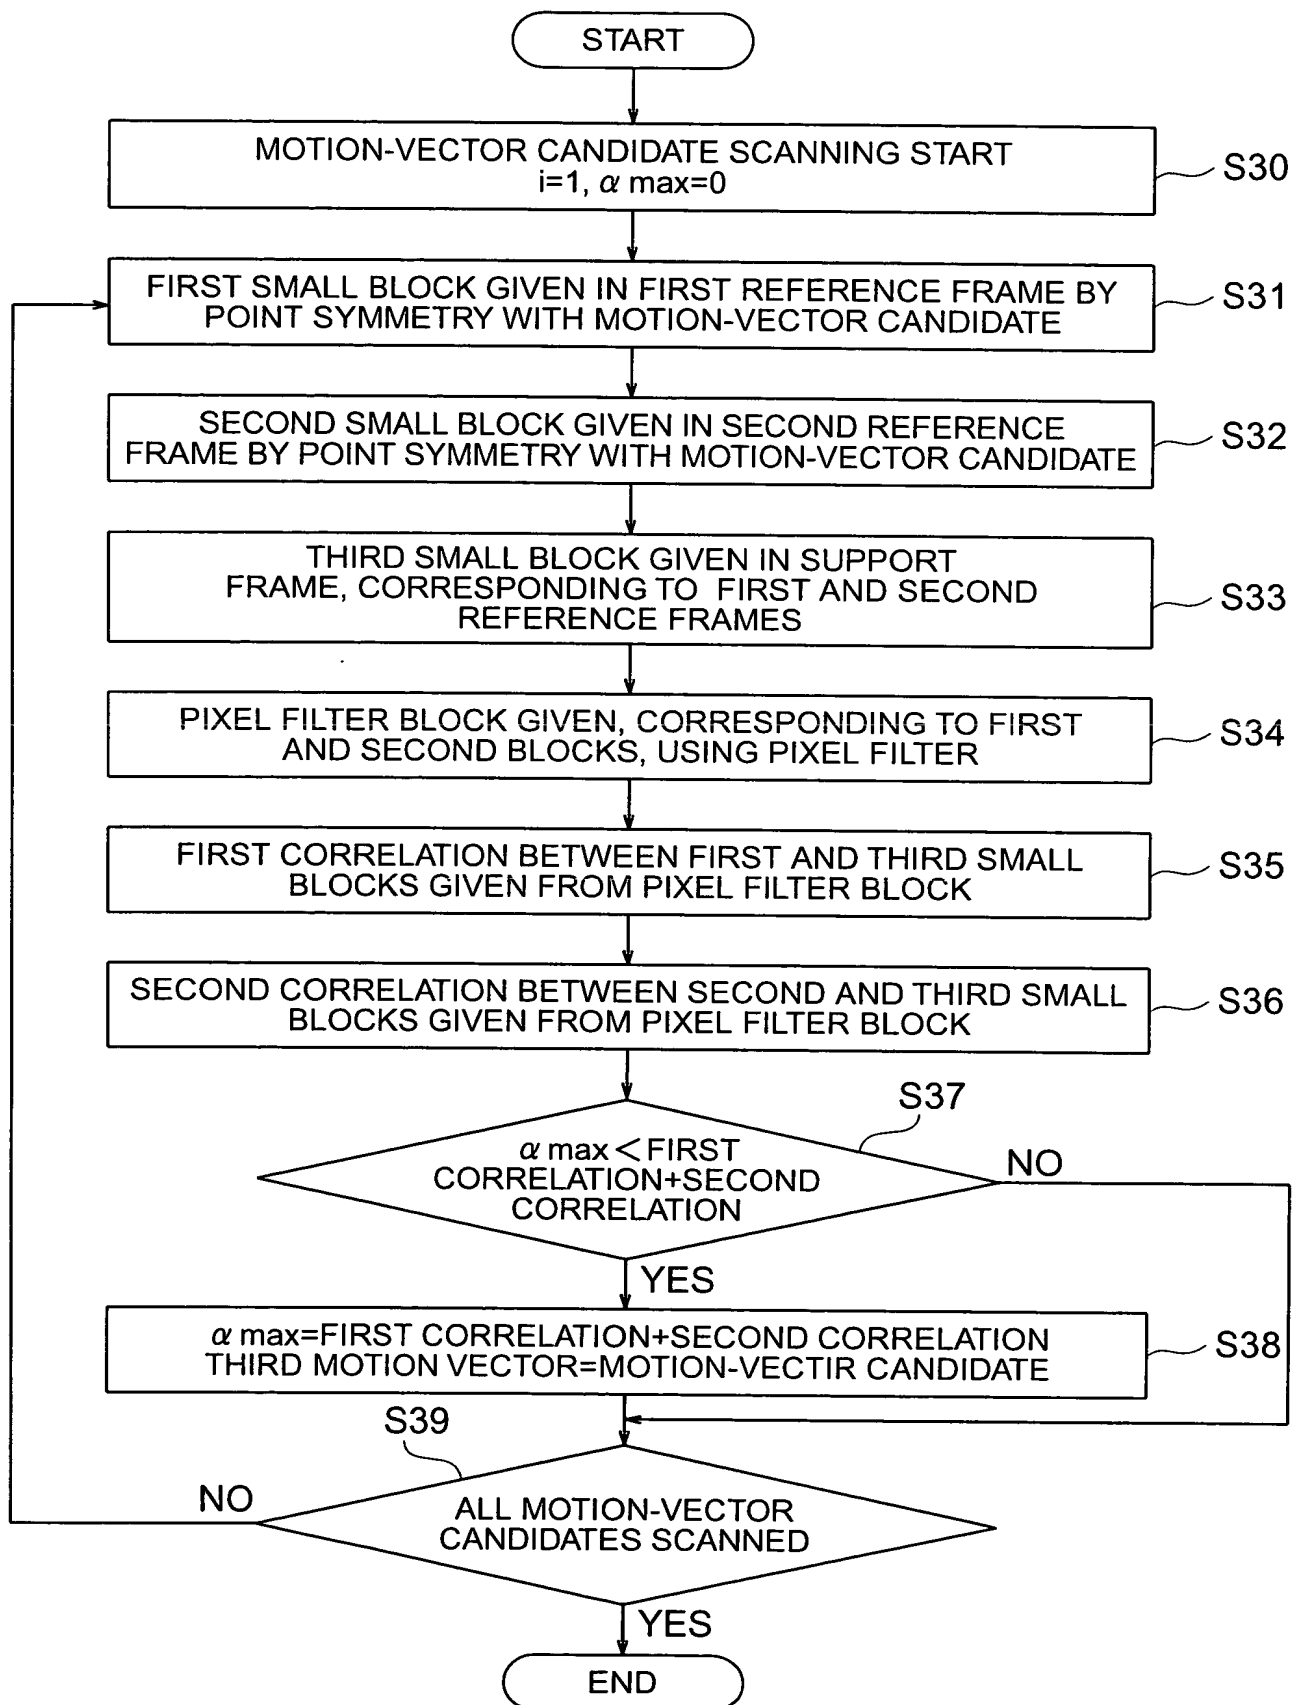 START
MOTION-VECTOR CANDIDATE SCANNING START
i=1, α max=0
S30
FIRST SMALL BLOCK GIVEN IN FIRST REFERENCE FRAME BY
POINT SYMMETRY WITH MOTION-VECTOR CANDIDATE
S31
SECOND SMALL BLOCK GIVEN IN SECOND REFERENCE
FRAME BY POINT SYMMETRY WITH MOTION-VECTOR CANDIDATE
S32
THIRD SMALL BLOCK GIVEN IN SUPPORT
FRAME, CORRESPONDING TO FIRST AND SECOND
REFERENCE FRAMES
S33
PIXEL FILTER BLOCK GIVEN, CORRESPONDING TO FIRST
AND SECOND BLOCKS, USING PIXEL FILTER
S34
FIRST CORRELATION BETWEEN FIRST AND THIRD SMALL
BLOCKS GIVEN FROM PIXEL FILTER BLOCK
S35
SECOND CORRELATION BETWEEN SECOND AND THIRD SMALL
BLOCKS GIVEN FROM PIXEL FILTER BLOCK
S36
S37
α max<FIRST
CORRELATION+SECOND
CORRELATION
NO
YES
α max=FIRST CORRELATION+SECOND CORRELATION
THIRD MOTION VECTOR=MOTION-VECTIR CANDIDATE
S38
S39
NO
ALL MOTION-VECTOR
CANDIDATES SCANNED
YES
END